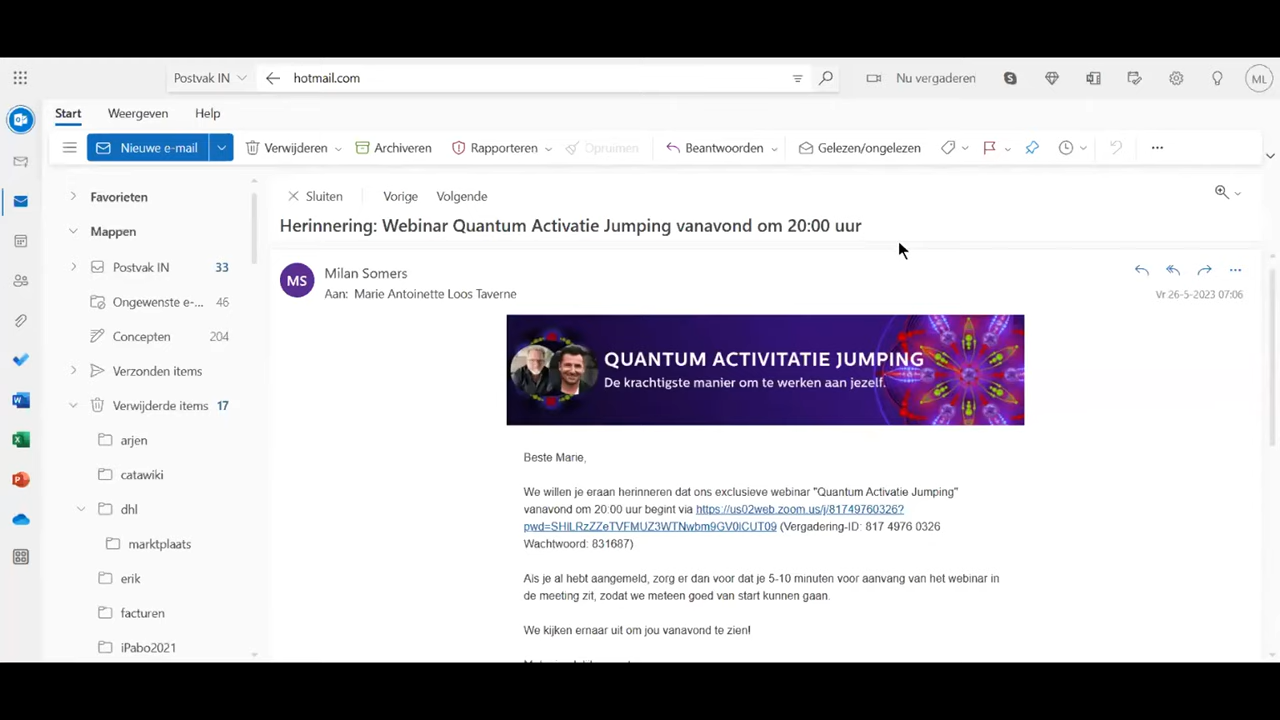 Postvak IN
hotmail.com
Nu vergaderen
ML
Start
Weergeven
Help
Nieuwe e-mail
Verwijderen
Archiveren
Rapporteren
Opruimen
Beantwoorden
Gelezen/ongelezen
Favorieten
Mappen
Postvak IN 33
Ongewenste e-... 46
Concepten 204
Verzonden items
Verwijderde items 17
arjen
catawiki
dhl
marktplaats
erik
facturen
iPabo2021
Sluiten
Vorige
Volgende
Herinnering: Webinar Quantum Activatie Jumping vanavond om 20:00 uur
MS
Milan Somers
Aan: Marie Antoinette Loos Taverne
Vr 26-5-2023 07:06
QUANTUM ACTIVITATIE JUMPING
De krachtigste manier om te werken aan jezelf.
Beste Marie,
We willen je eraan herinneren dat ons exclusieve webinar "Quantum Activatie Jumping"
vanavond om 20:00 uur begint via https://us02web.zoom.us/j/81749760326?
pwd=SHlLRzZZeTVFMUZ3WTNwbm9GV0lCUT09 (Vergadering-ID: 817 4976 0326
Wachtwoord: 831687)
Als je al hebt aangemeld, zorg er dan voor dat je 5-10 minuten voor aanvang van het webinar in
de meeting zit, zodat we meteen goed van start kunnen gaan.
We kijken ernaar uit om jou vanavond te zien!